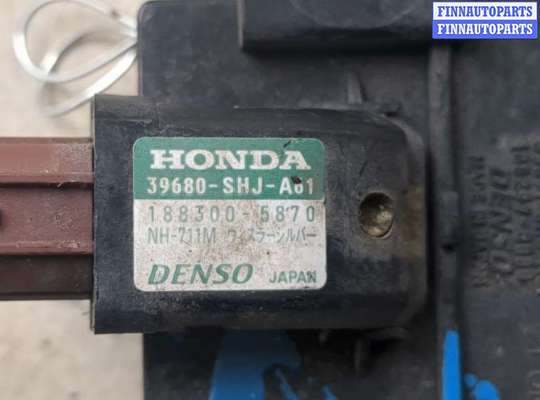 FINNAUTOPARTS
FINNAUTOPARTS
HONDA
39680-SHJ-A61
188300-5870
NH-711M ウィスラーシルバー
DENSO JAPAN
DENSO